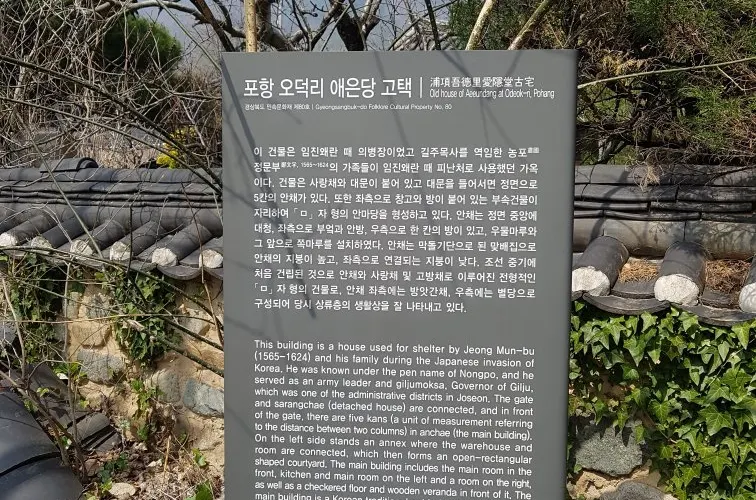 포항 오덕리 애은당 고택 | 浦項吾德里愛隱堂古宅
Old house of Aeeundang at Odeok-ri, Pohang
경상북도 민속문화재 제80호 | Gyeongsangbuk-do Folklore Cultural Property No. 80
이 건물은 임진왜란 때 의병장이었고 길주목사를 역임한 농포農圃
정문부鄭文孚, 1565~1624의 가족들이 임진왜란 때 피난처로 사용했던 가옥
이다. 건물은 사랑채와 대문이 붙어 있고 대문을 들어서면 정면으로
5칸의 안채가 있다. 또한 좌측으로 창고와 방이 붙어 있는 부속건물이
자리하여「ㅁ」자 형의 안마당을 형성하고 있다. 안채는 정면 중앙에
대청, 좌측으로 부엌과 안방, 우측으로 한 칸의 방이 있고, 우물마루와
그 앞으로 쪽마루를 설치하였다. 안채는 막돌기단으로 된 맞배집으로
안채의 지붕이 높고, 좌측으로 연결되는 지붕이 낮다. 조선 중기에
처음 건립된 것으로 안채와 사랑채 및 고방채로 이루어진 전형적인
「ㅁ」자 형의 건물로, 안채 좌측에는 방앗간채, 우측에는 별당으로
구성되어 당시 상류층의 생활상을 잘 나타내고 있다.
This building is a house used for shelter by Jeong Mun-bu
(1565-1624) and his family during the Japanese invasion of
Korea. He was known under the pen name of Nongpo, and he
served as an army leader and giljumoksa, Governor of Gilju,
which was one of the administrative districts in Joseon. The gate
and sarangchae (detached house) are connected, and in front
of the gate, there are five kans (a unit of measurement referring
to the distance between two columns) in anchae (the main building).
On the left side stands an annex where the warehouse and
room are connected, which then forms an open-rectangular
shaped courtyard. The main building includes the main room in the
front, kitchen and main room on the left and a room on the right,
as well as a checkered floor and wooden veranda in front of it. The
main building is a Korean